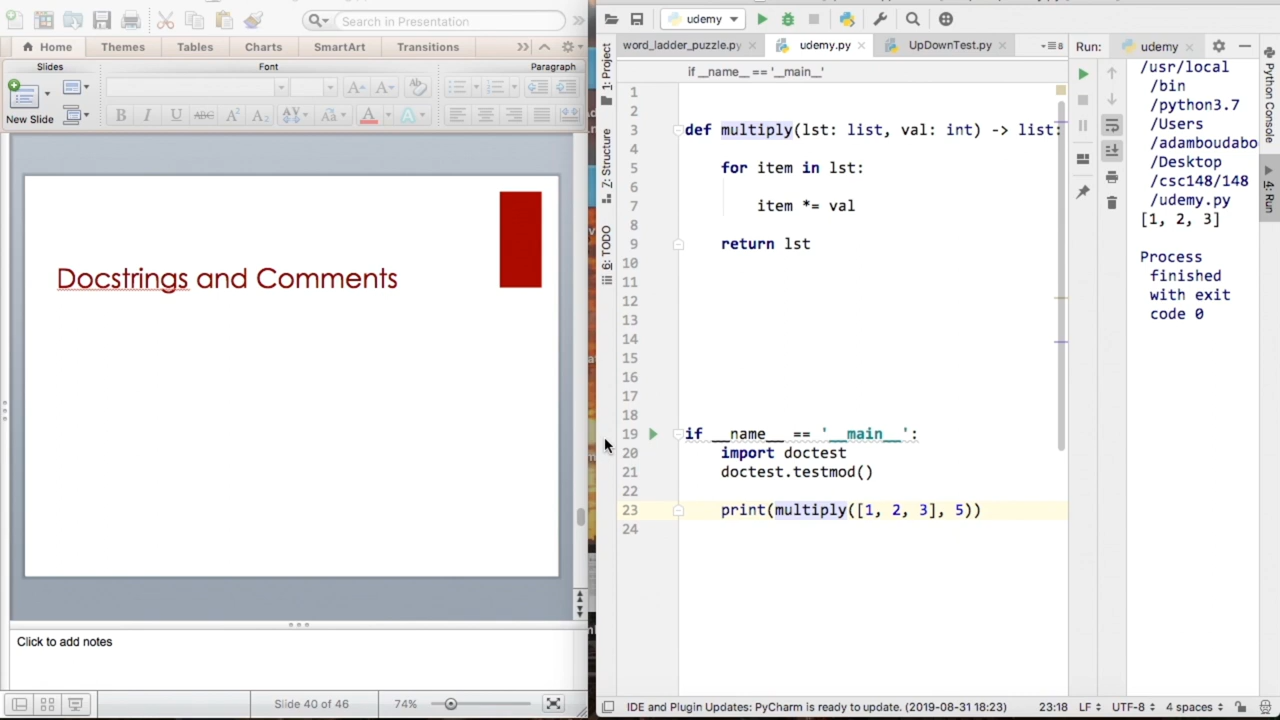 Search in Presentation
Home
Themes
Tables
Charts
SmartArt
Transitions
Slides
Font
Paragraph
New Slide
B I U ABC A² A₂ Aa A
Docstrings and Comments
Click to add notes
Slide 40 of 46
74%
udemy
word_ladder_puzzle.py
udemy.py
UpDownTest.py
≡8
Run:
udemy
if __name__ == '__main__'
1: Project
Z: Structure
6: TODO
1
2
3 def multiply(lst: list, val: int) -> list:
4
5 for item in lst:
6
7 item *= val
8
9 return lst
10
11
12
13
14
15
16
17
18
19 if __name__ == '__main__':
20 import doctest
21 doctest.testmod()
22
23 print(multiply([1, 2, 3], 5))
24
/usr/local
/bin
/python3.7
/Users
/adamboudabo
/Desktop
/csc148/148
/udemy.py
[1, 2, 3]
Process
finished
with exit
code 0
Python Console
4: Run
IDE and Plugin Updates: PyCharm is ready to update. (2019-08-31 18:23)
23:18
LF
UTF-8
4 spaces